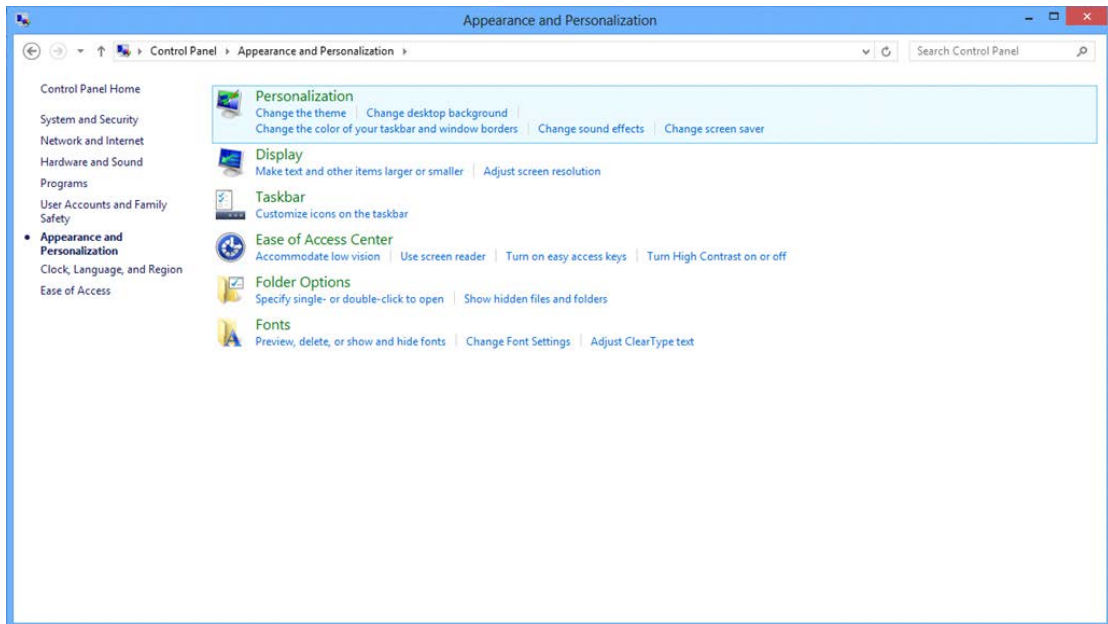 Appearance and Personalization
Control Panel Appearance and Personalization
Search Control Panel
Control Panel Home
System and Security
Network and Internet
Hardware and Sound
Programs
User Accounts and Family
Safety
Appearance and
Personalization
Clock, Language, and Region
Ease of Access
Personalization
Change the theme Change desktop background
Change the color of your taskbar and window borders Change sound effects Change screen saver
Display
Make text and other items larger or smaller Adjust screen resolution
Taskbar
Customize icons on the taskbar
Ease of Access Center
Accommodate low vision Use screen reader Turn on easy access keys Turn High Contrast on or off
Folder Options
Specify single- or double-click to open Show hidden files and folders
Fonts
Preview, delete, or show and hide fonts Change Font Settings Adjust ClearType text